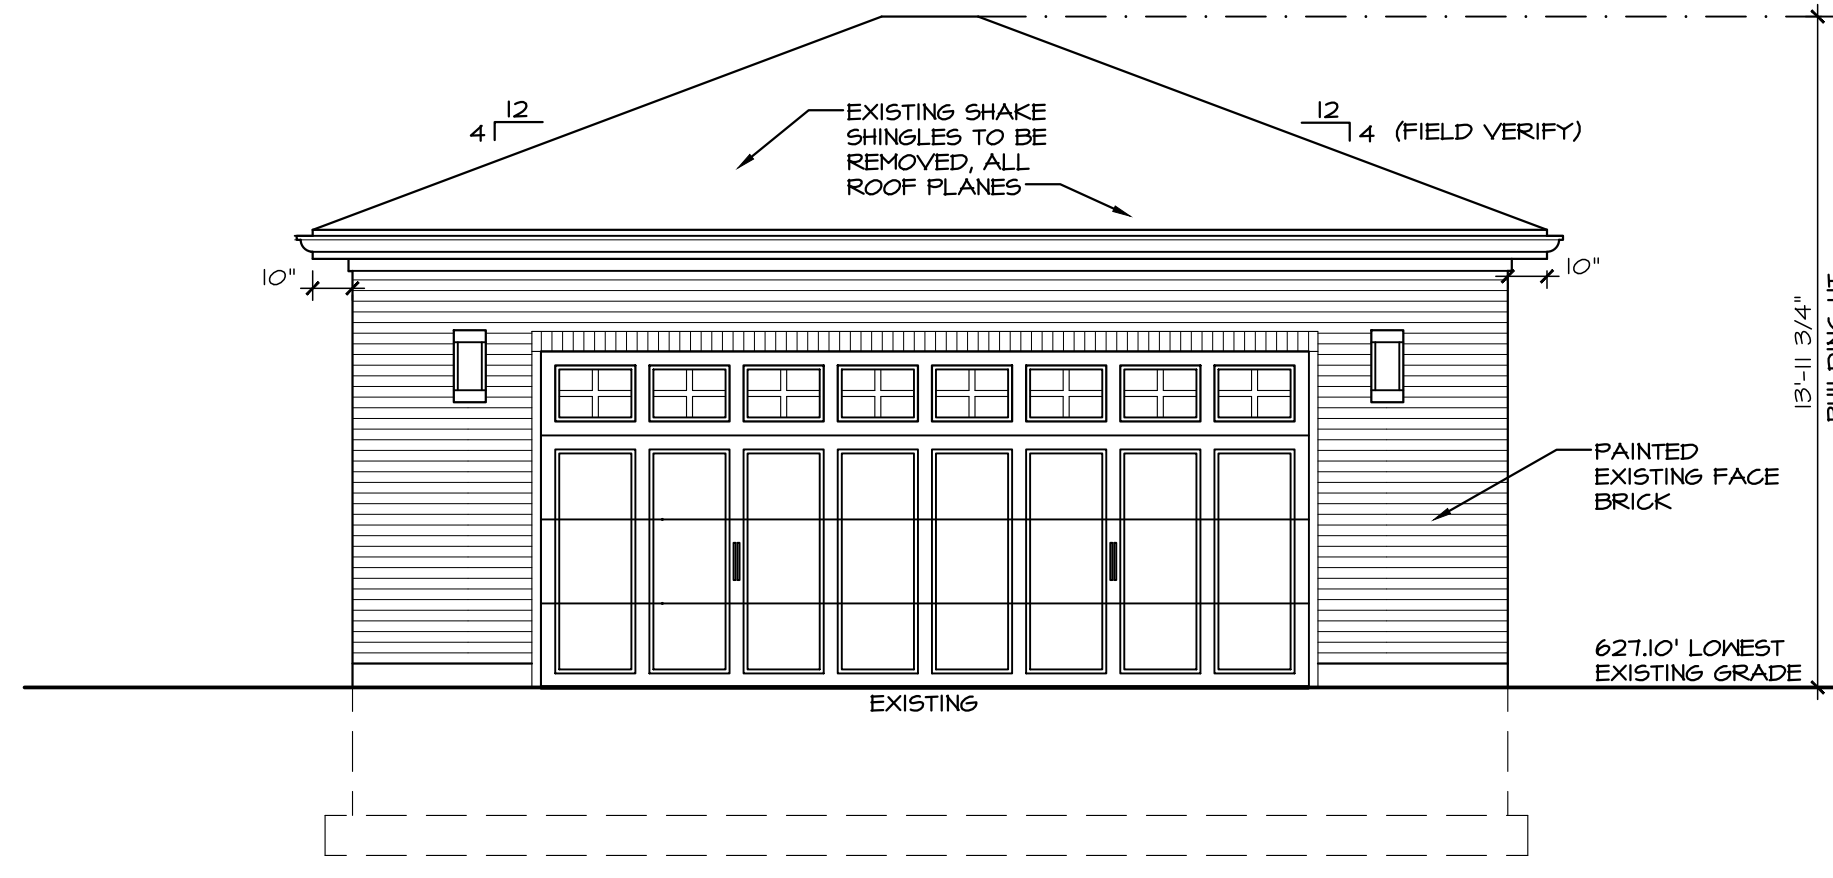 12
4
EXISTING SHAKE
SHINGLES TO BE
REMOVED, ALL
ROOF PLANES
12
4 (FIELD VERIFY)
10"
10"
13'-11 3/4"
PAINTED
EXISTING FACE
BRICK
627.10' LOWEST
EXISTING GRADE
EXISTING